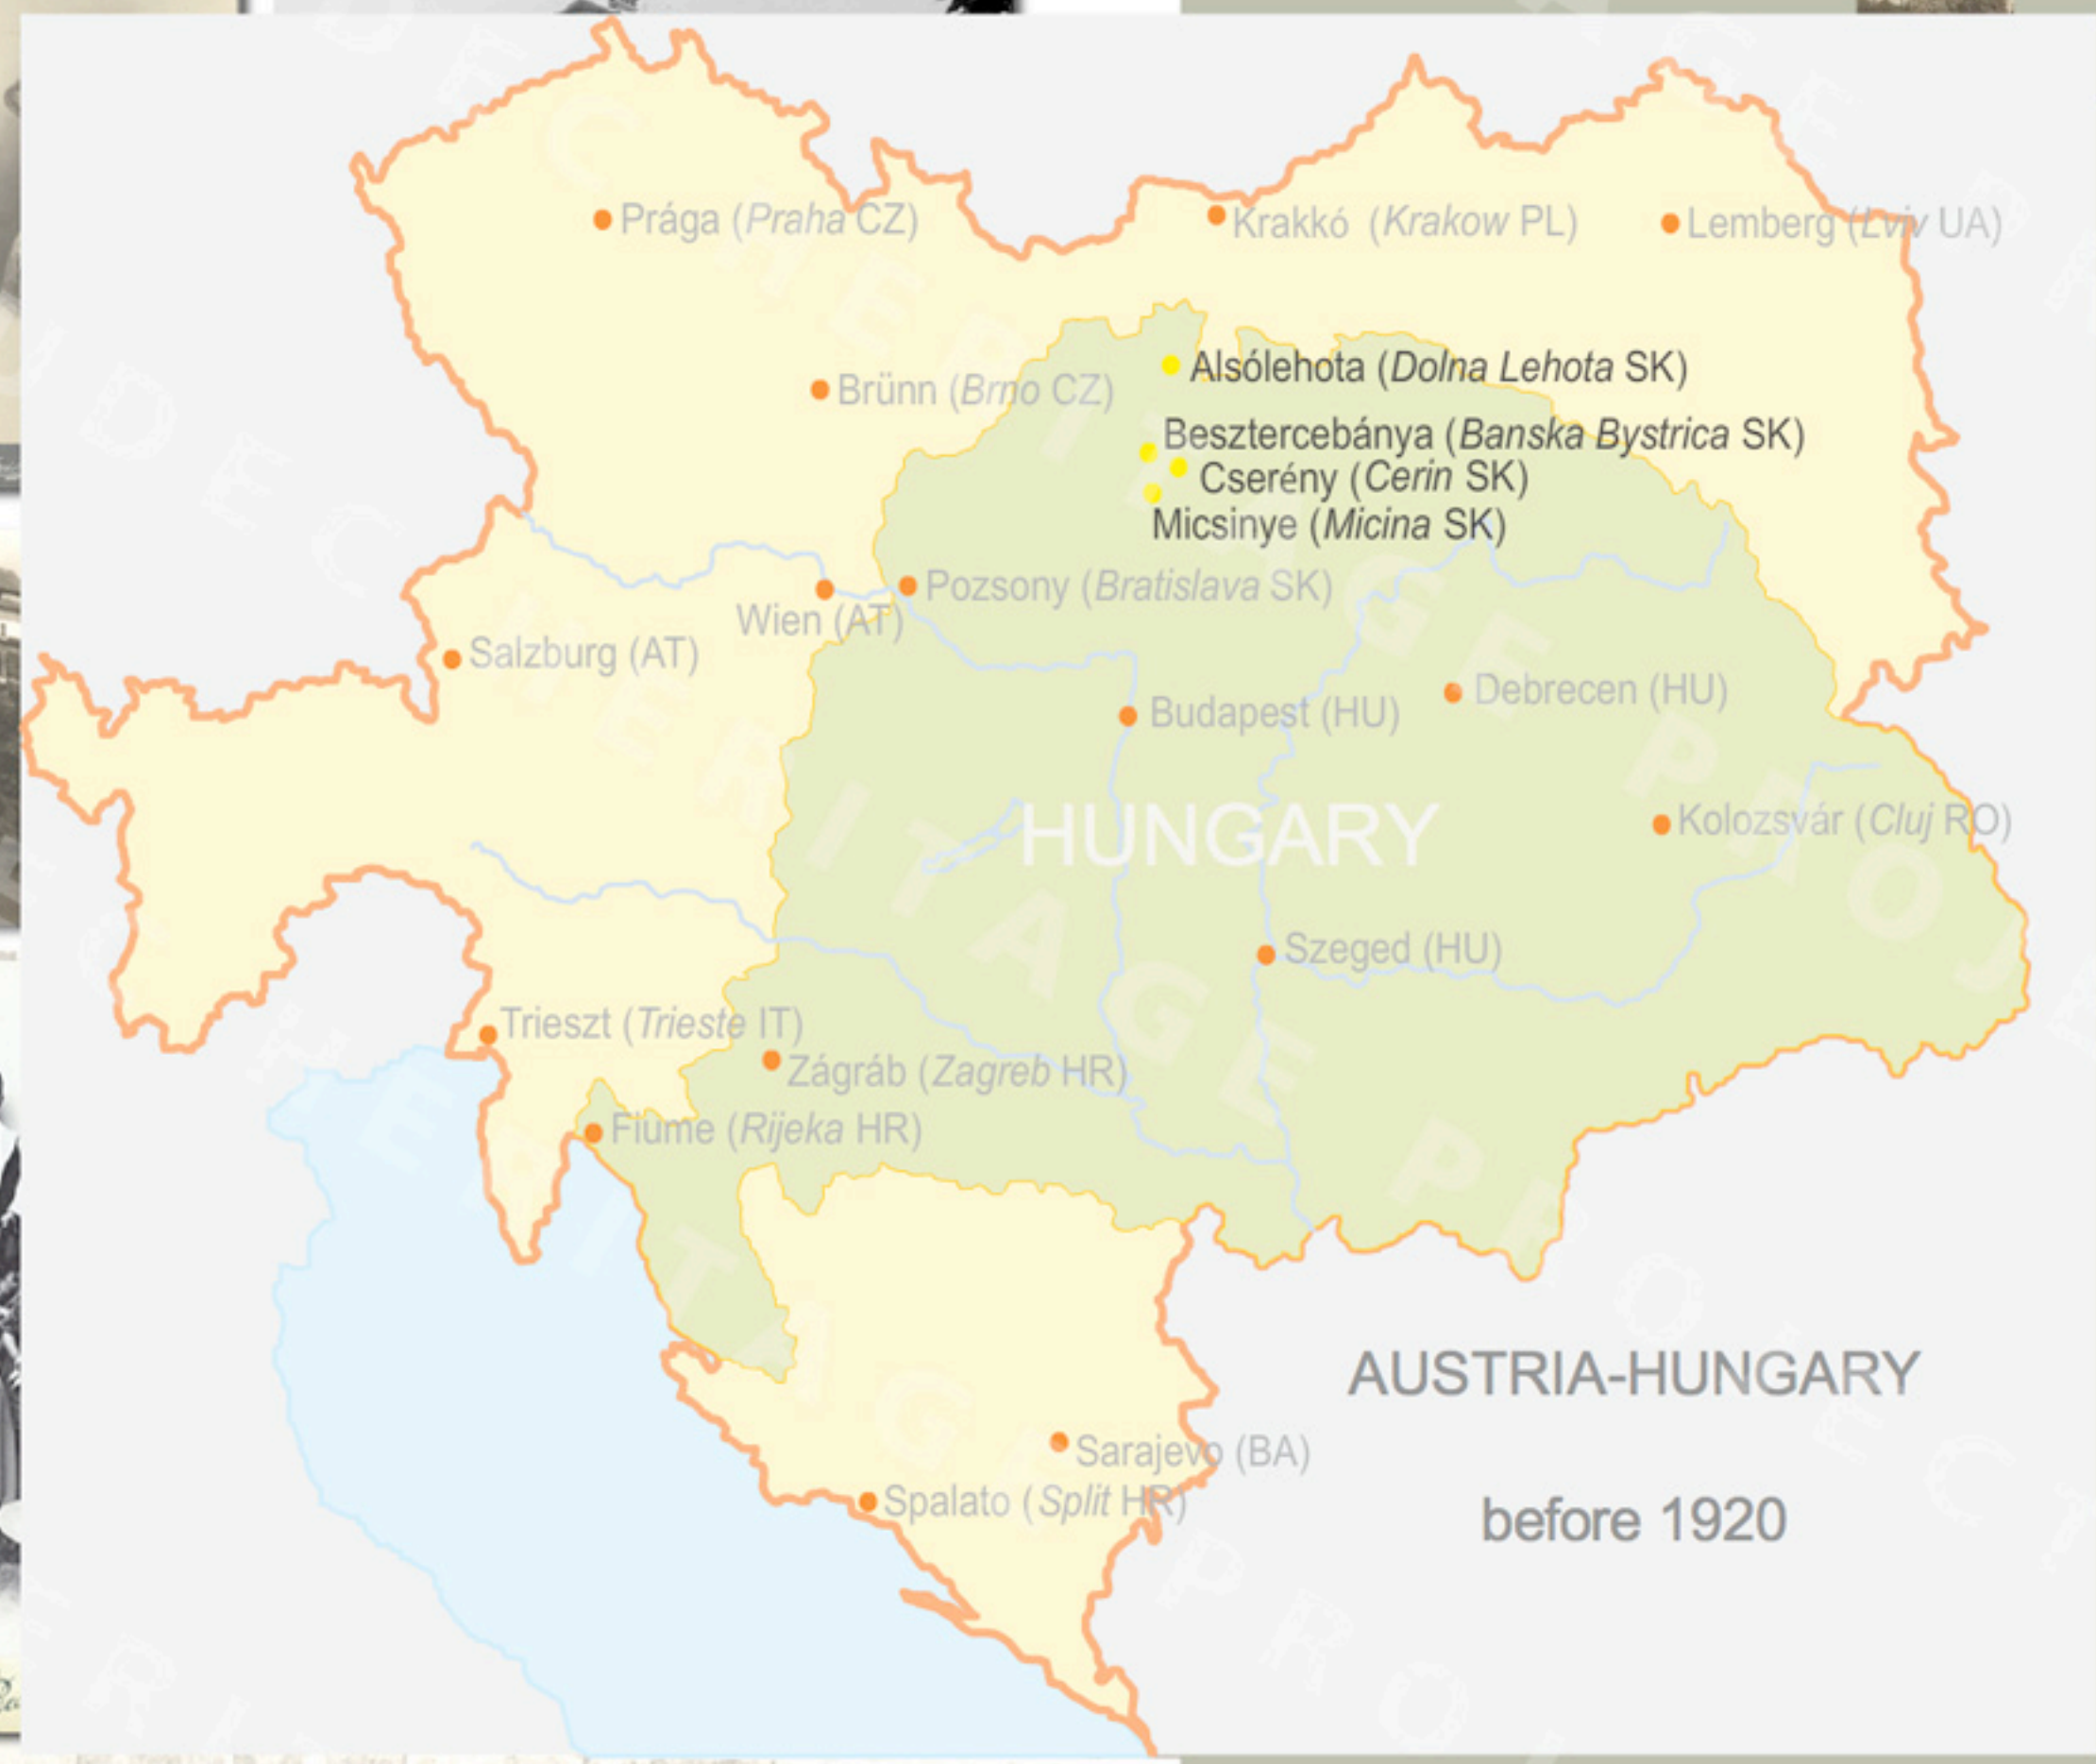 Prága (Praha CZ)
Krakkó (Krakow PL)
Lemberg (Lviv UA)
Alsólehota (Dolna Lehota SK)
Brünn (Brno CZ)
Besztercebánya (Banska Bystrica SK)
Cserény (Cerin SK)
Micsinye (Micina SK)
Pozsony (Bratislava SK)
Wien (AT)
Salzburg (AT)
Debrecen (HU)
Budapest (HU)
HUNGARY
Kolozsvár (Cluj RO)
Szeged (HU)
Trieszt (Trieste IT)
Zágráb (Zagreb HR)
Fiume (Rijeka HR)
AUSTRIA-HUNGARY
Sarajevo (BA)
Spalato (Split HR)
before 1920
HERITAGE PROJECT